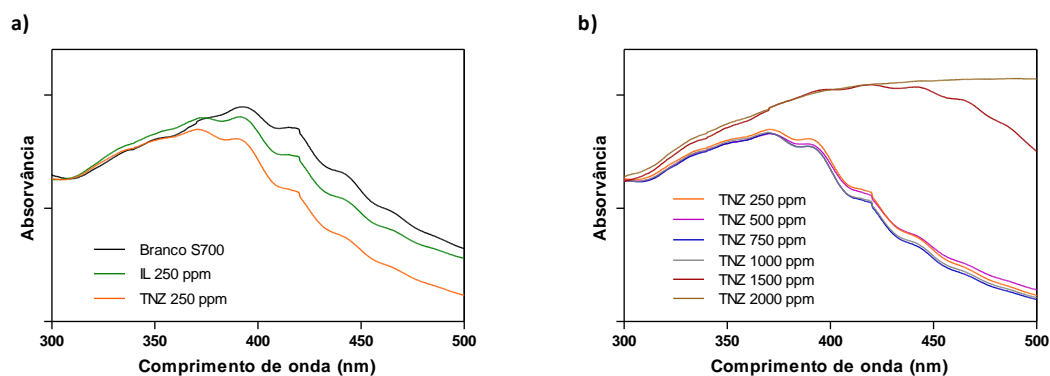 a)
Absorvância
Branco S700
IL 250 ppm
TNZ 250 ppm
300 350 400 450 500
Comprimento de onda (nm)
b)
Absorvância
TNZ 250 ppm
TNZ 500 ppm
TNZ 750 ppm
TNZ 1000 ppm
TNZ 1500 ppm
TNZ 2000 ppm
300 350 400 450 500
Comprimento de onda (nm)